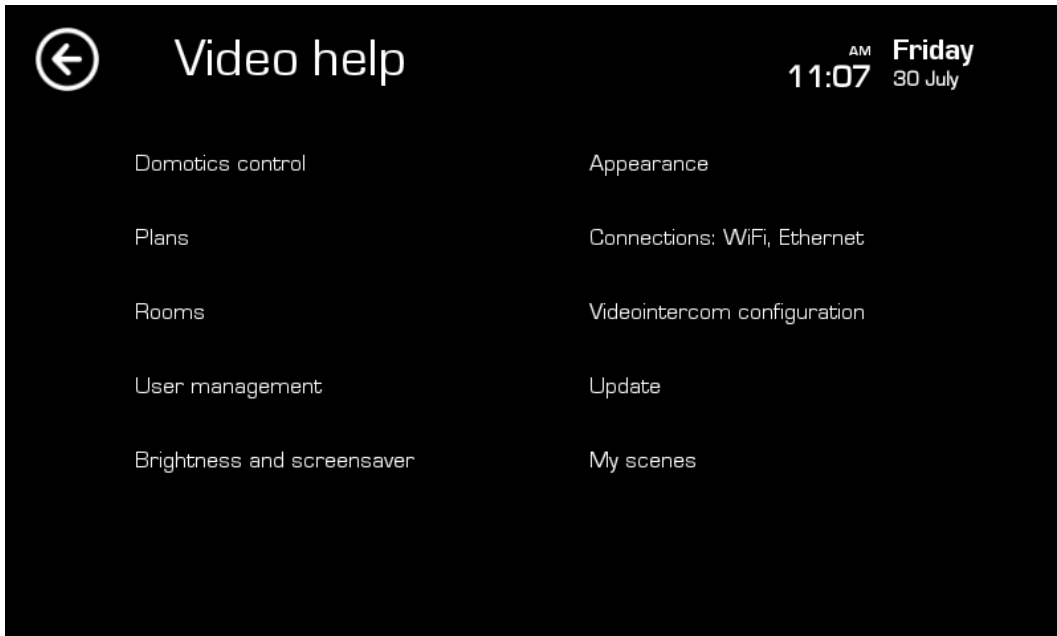 Video help
AM Friday
11:07 30 July
Domotics control
Appearance
Plans
Connections: WiFi, Ethernet
Rooms
Videointercom configuration
User management
Update
Brightness and screensaver
My scenes